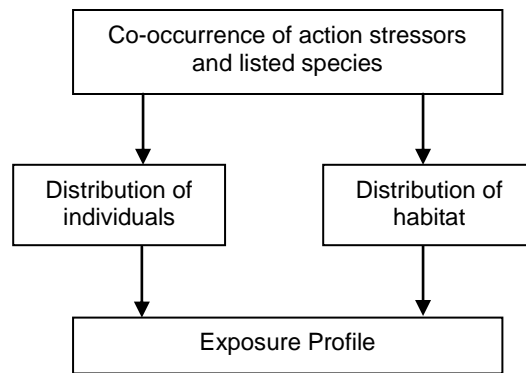 Co-occurrence of action stressors
and listed species
Distribution of
individuals
Distribution of
habitat
Exposure Profile